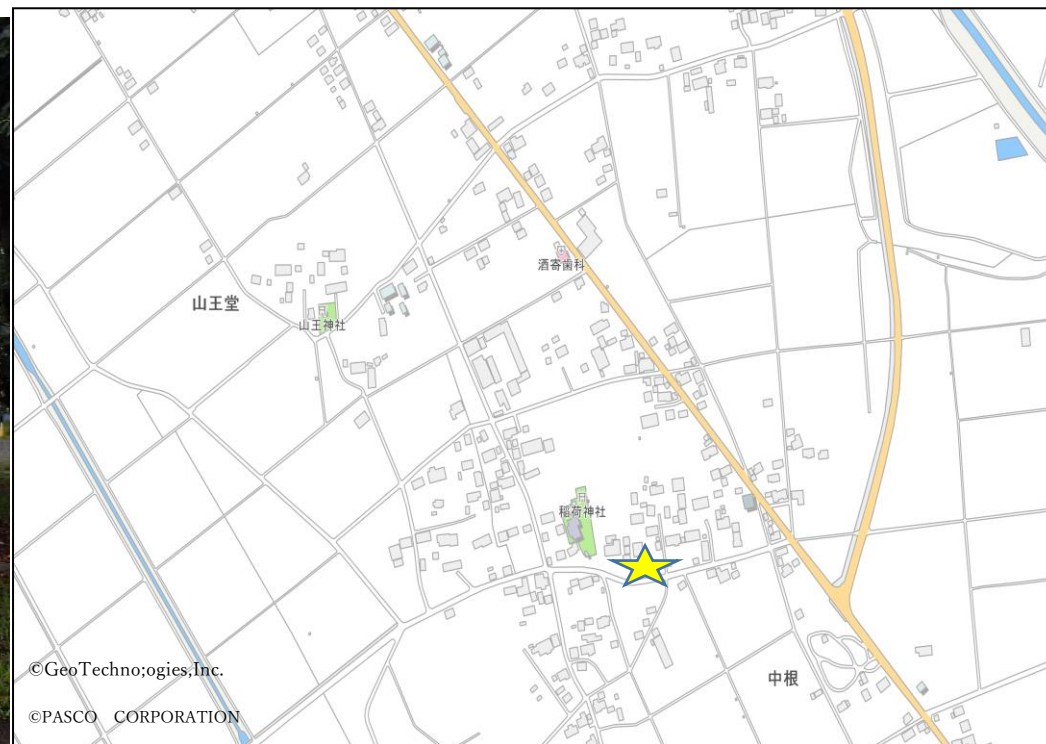 酒寄歯科
山王堂
山王神社
稲荷神社
中根
©GeoTechno;ogies,Inc.
©PASCO CORPORATION